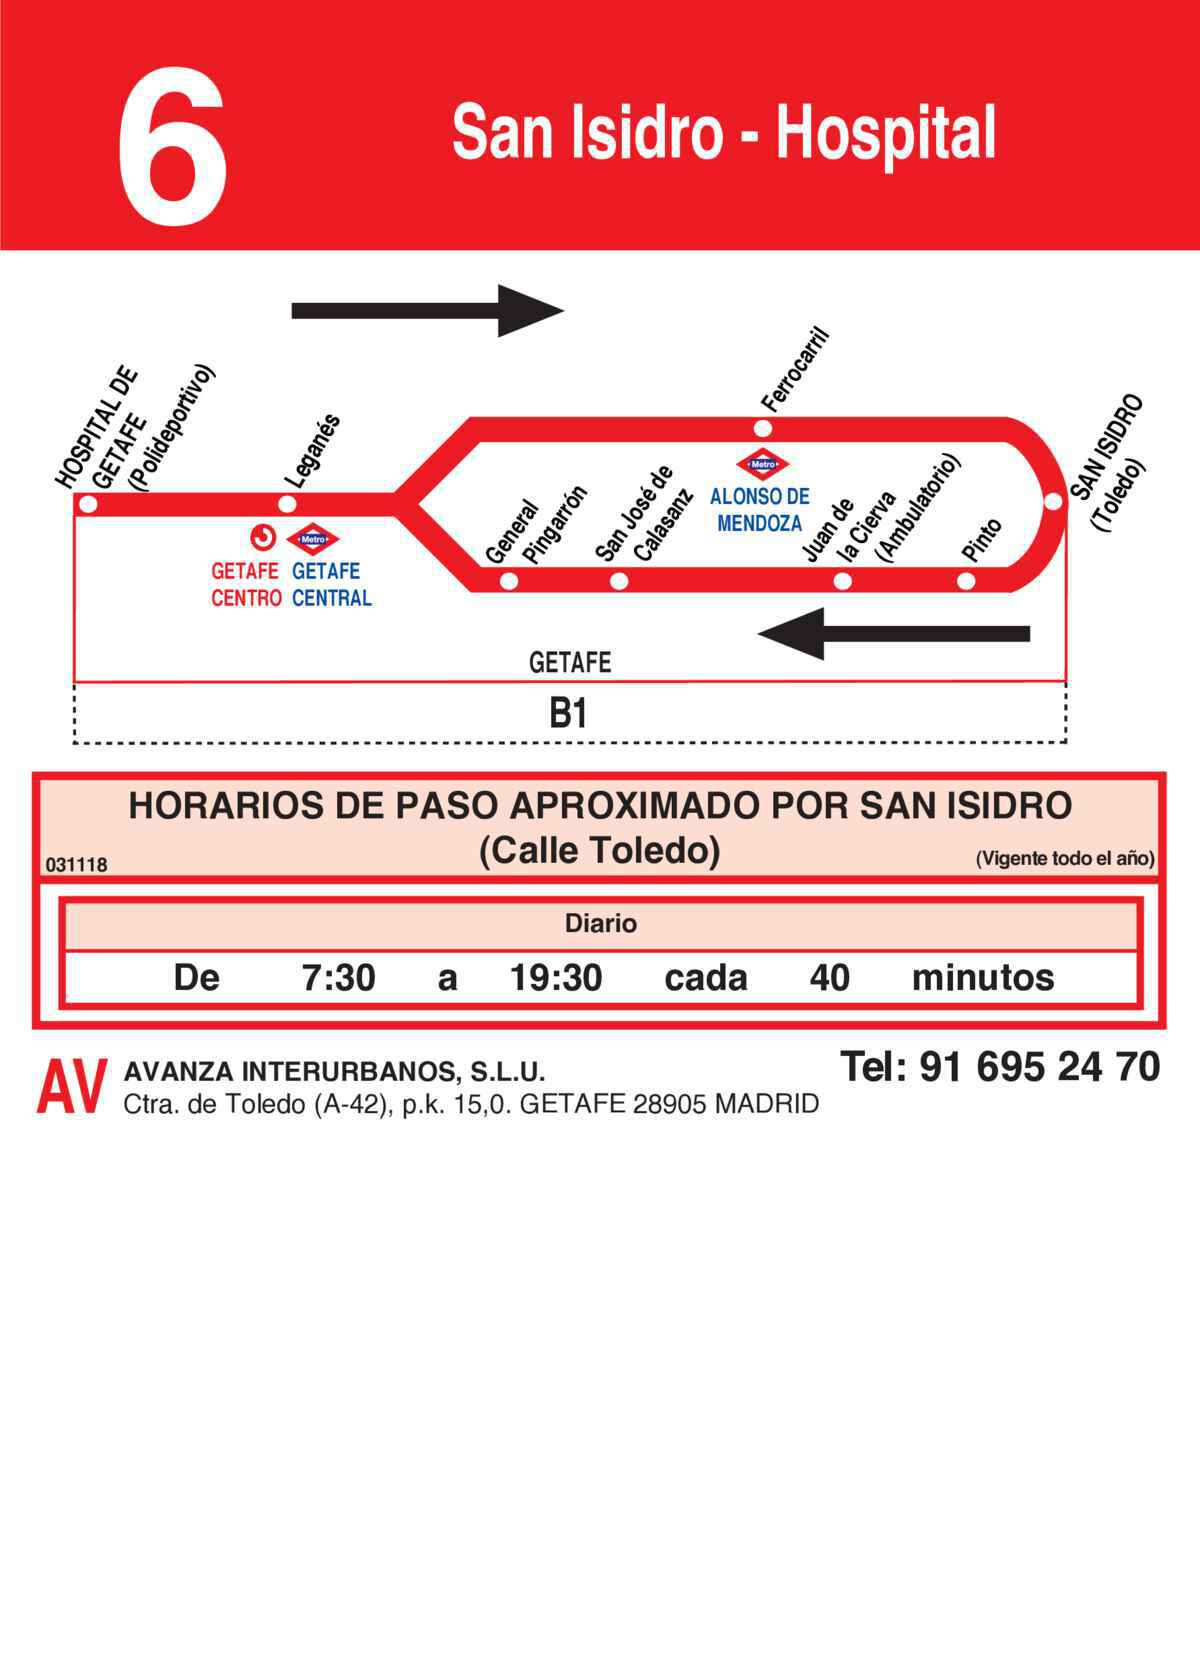 6
San Isidro - Hospital
HOSPITAL DE
GETAFE
(Polideportivo)
Leganés
Ferrocarril
SAN ISIDRO
(Toledo)
Metro
ALONSO DE
MENDOZA
General
Pingarrón
San José de
Calasanz
Juan de
la Cierva
(Ambulatorio)
Pinto
Metro
GETAFE
CENTRO
GETAFE
CENTRAL
GETAFE
B1
HORARIOS DE PASO APROXIMADO POR SAN ISIDRO
(Calle Toledo)
031118
(Vigente todo el año)
Diario
De 7:30 a 19:30 cada 40 minutos
AV
AVANZA INTERURBANOS, S.L.U.
Ctra. de Toledo (A-42), p.k. 15,0. GETAFE 28905 MADRID
Tel: 91 695 24 70